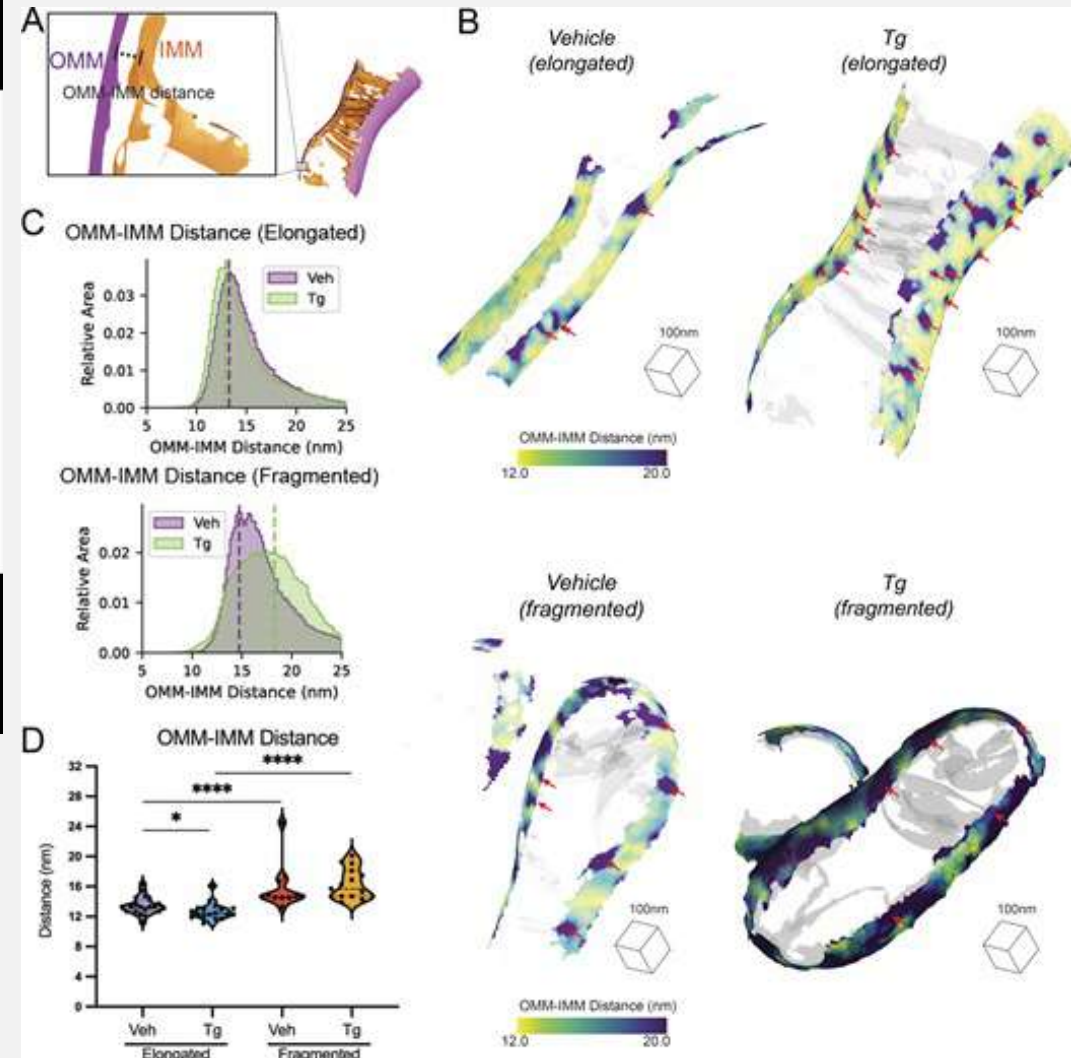 A
OMM
IMM
OMM-IMM distance
B
Vehicle
(elongated)
Tg
(elongated)
100nm
100nm
OMM-IMM Distance (nm)
12.0
20.0
C
OMM-IMM Distance (Elongated)
Veh
Tg
Relative Area
0.03
0.02
0.01
0.00
5
10
15
20
25
OMM-IMM Distance (nm)
OMM-IMM Distance (Fragmented)
Veh
Tg
Relative Area
0.02
0.01
0.00
5
10
15
20
25
OMM-IMM Distance (nm)
Vehicle
(fragmented)
Tg
(fragmented)
100nm
100nm
OMM-IMM Distance (nm)
12.0
20.0
D
OMM-IMM Distance
Distance (nm)
32
28
24
20
16
12
8
4
0
****
****
*
Veh
Tg
Veh
Tg
Elongated
Fragmented